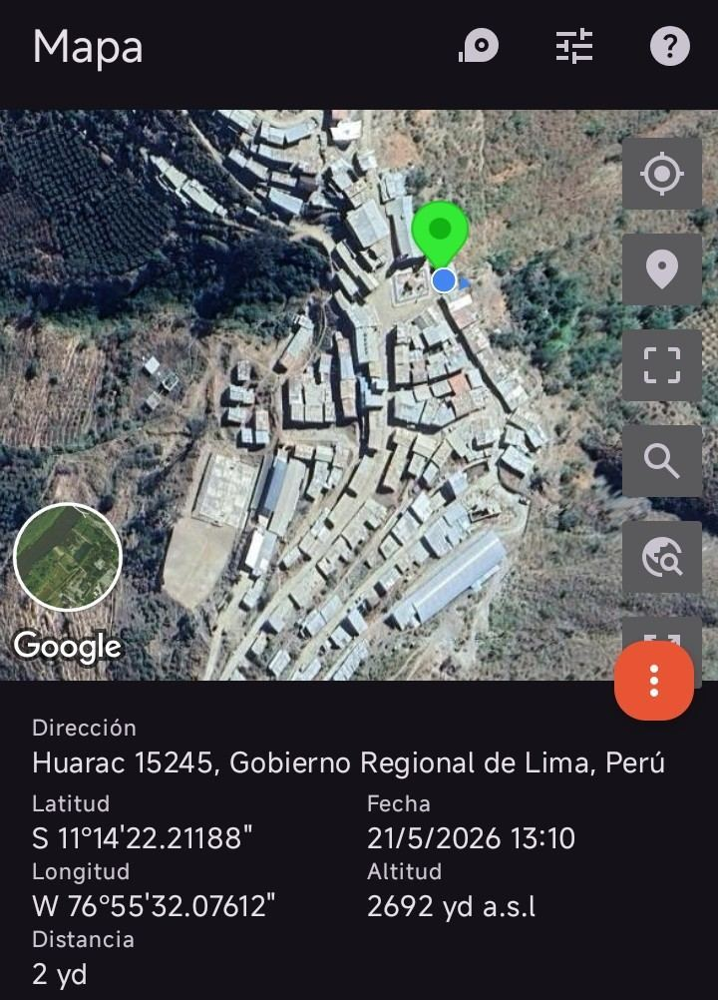 Mapa
Google
Dirección
Huarac 15245, Gobierno Regional de Lima, Perú
Latitud
S 11°14'22.21188"
Fecha
21/5/2026 13:10
Longitud
W 76°55'32.07612"
Altitud
2692 yd a.s.l
Distancia
2 yd